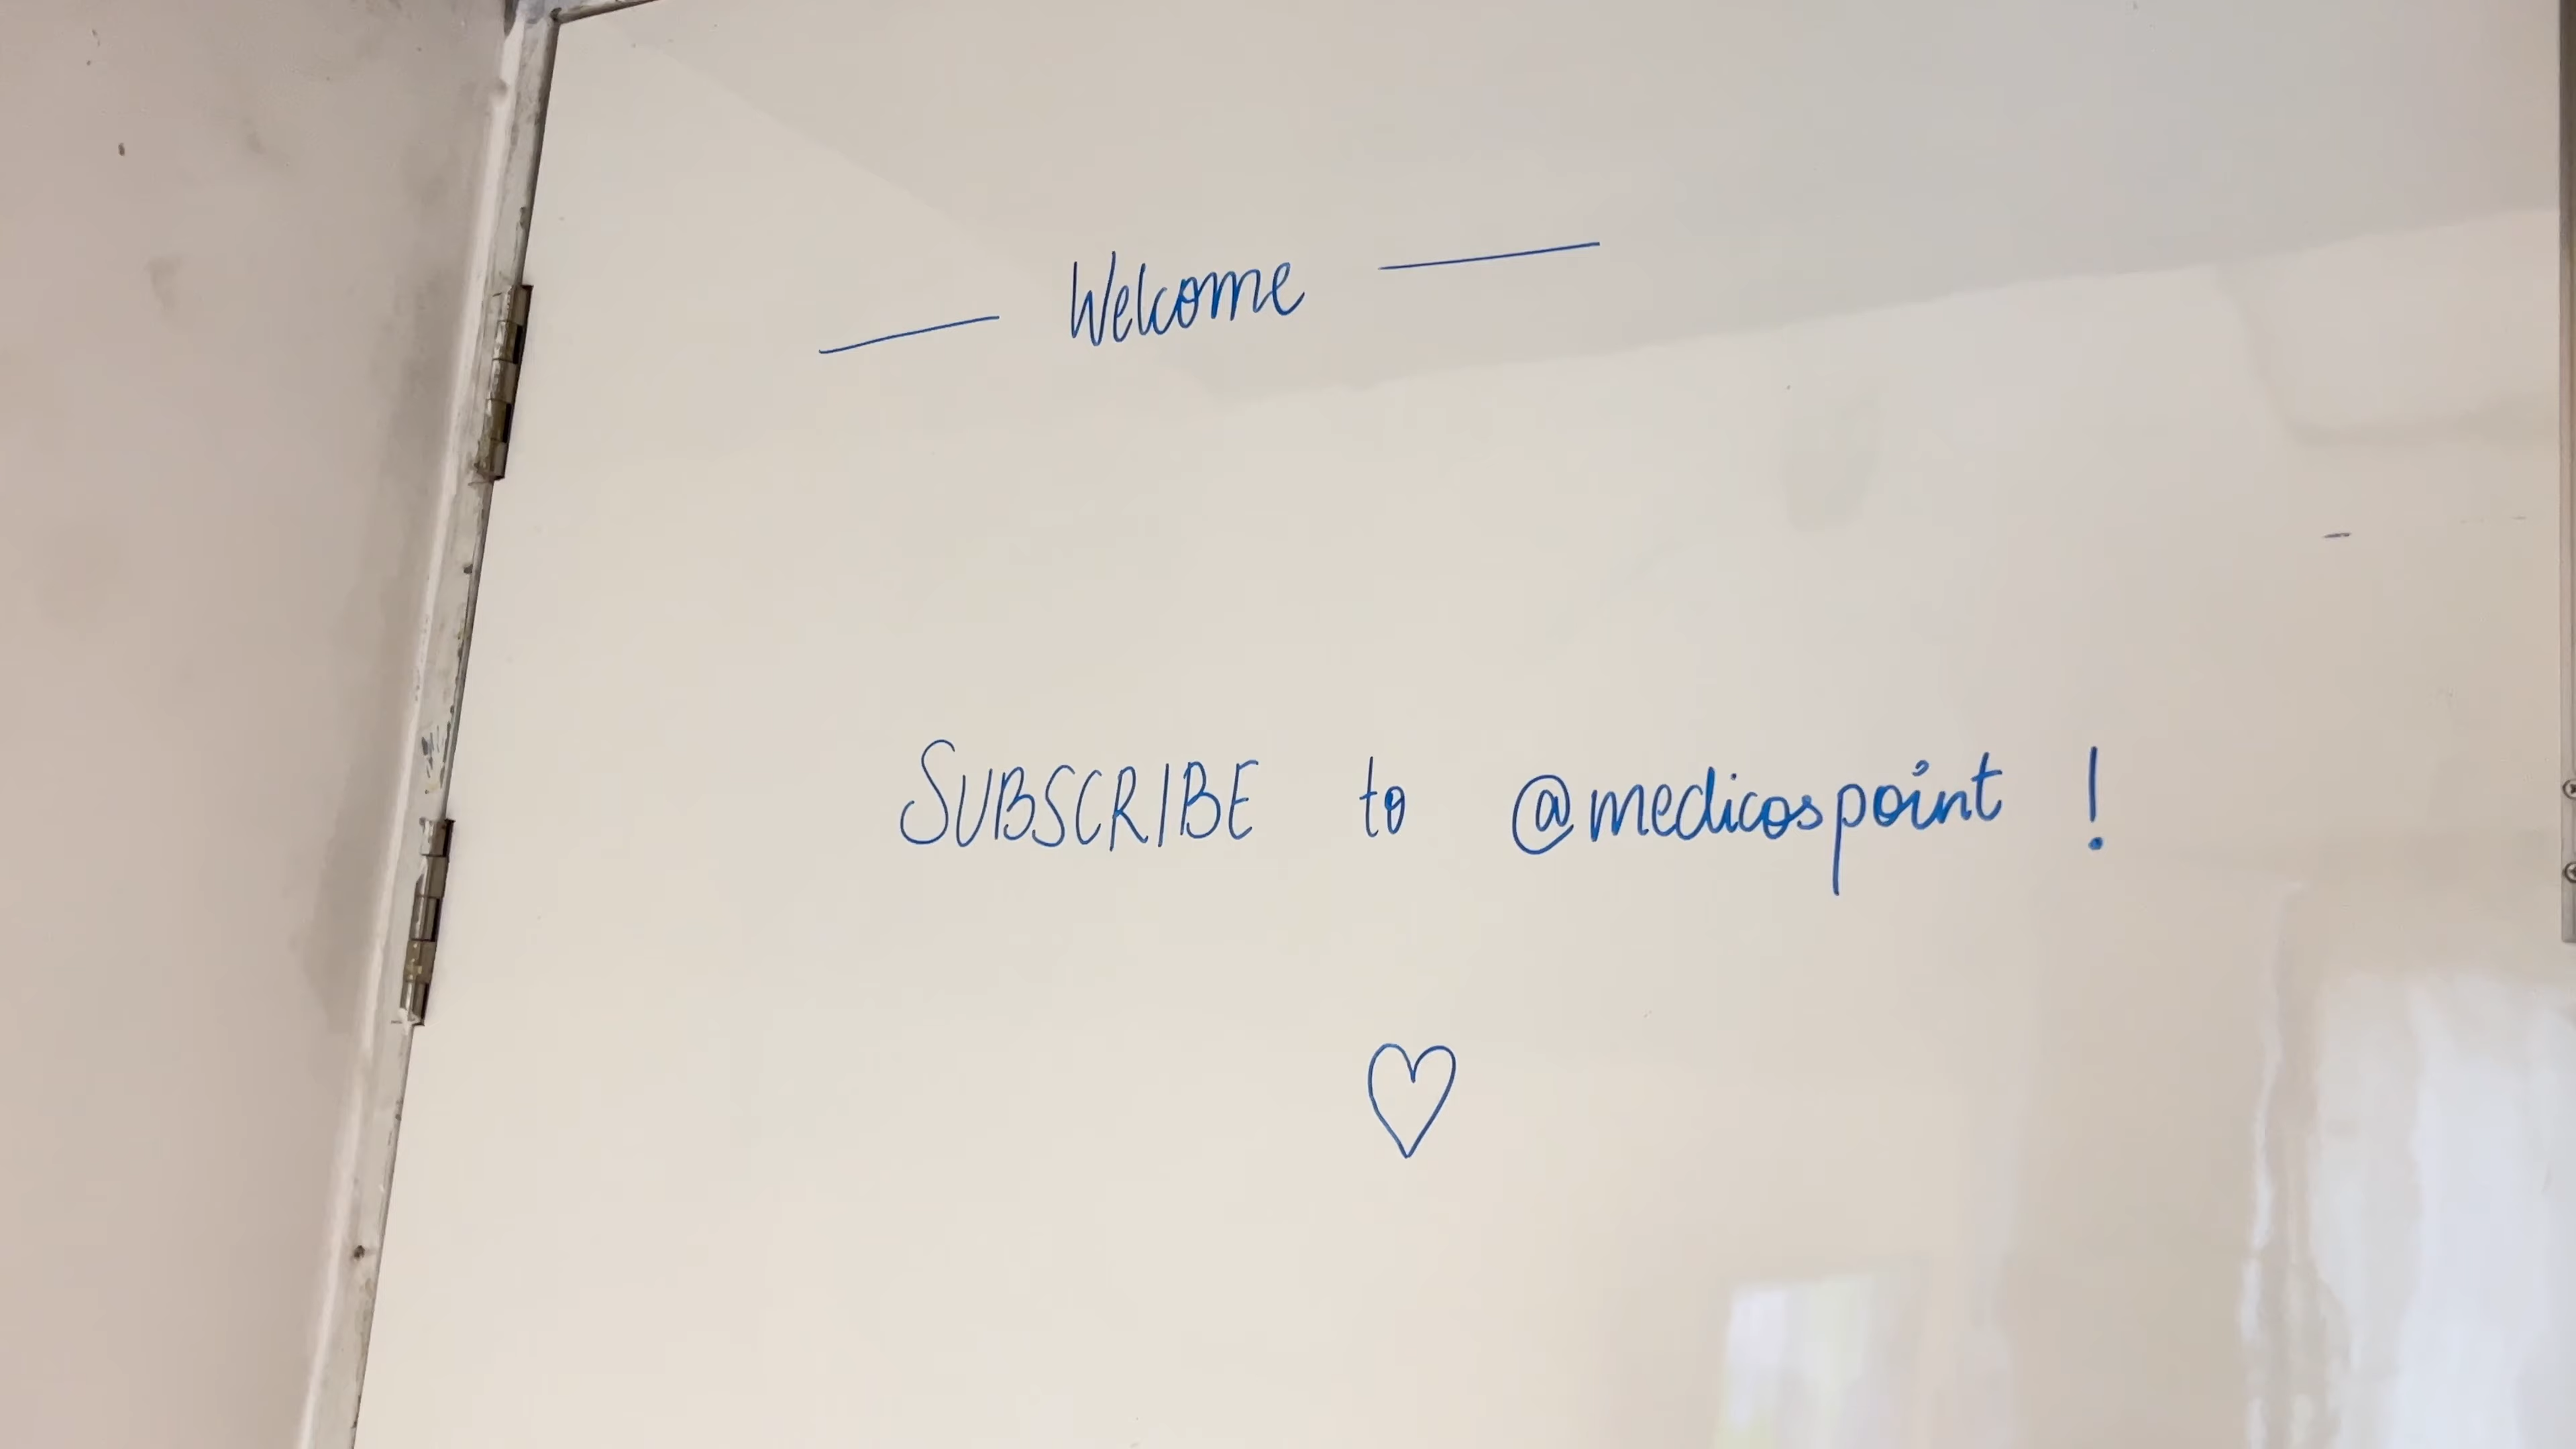 — Welcome —
SUBSCRIBE to @medicospoint !
♡